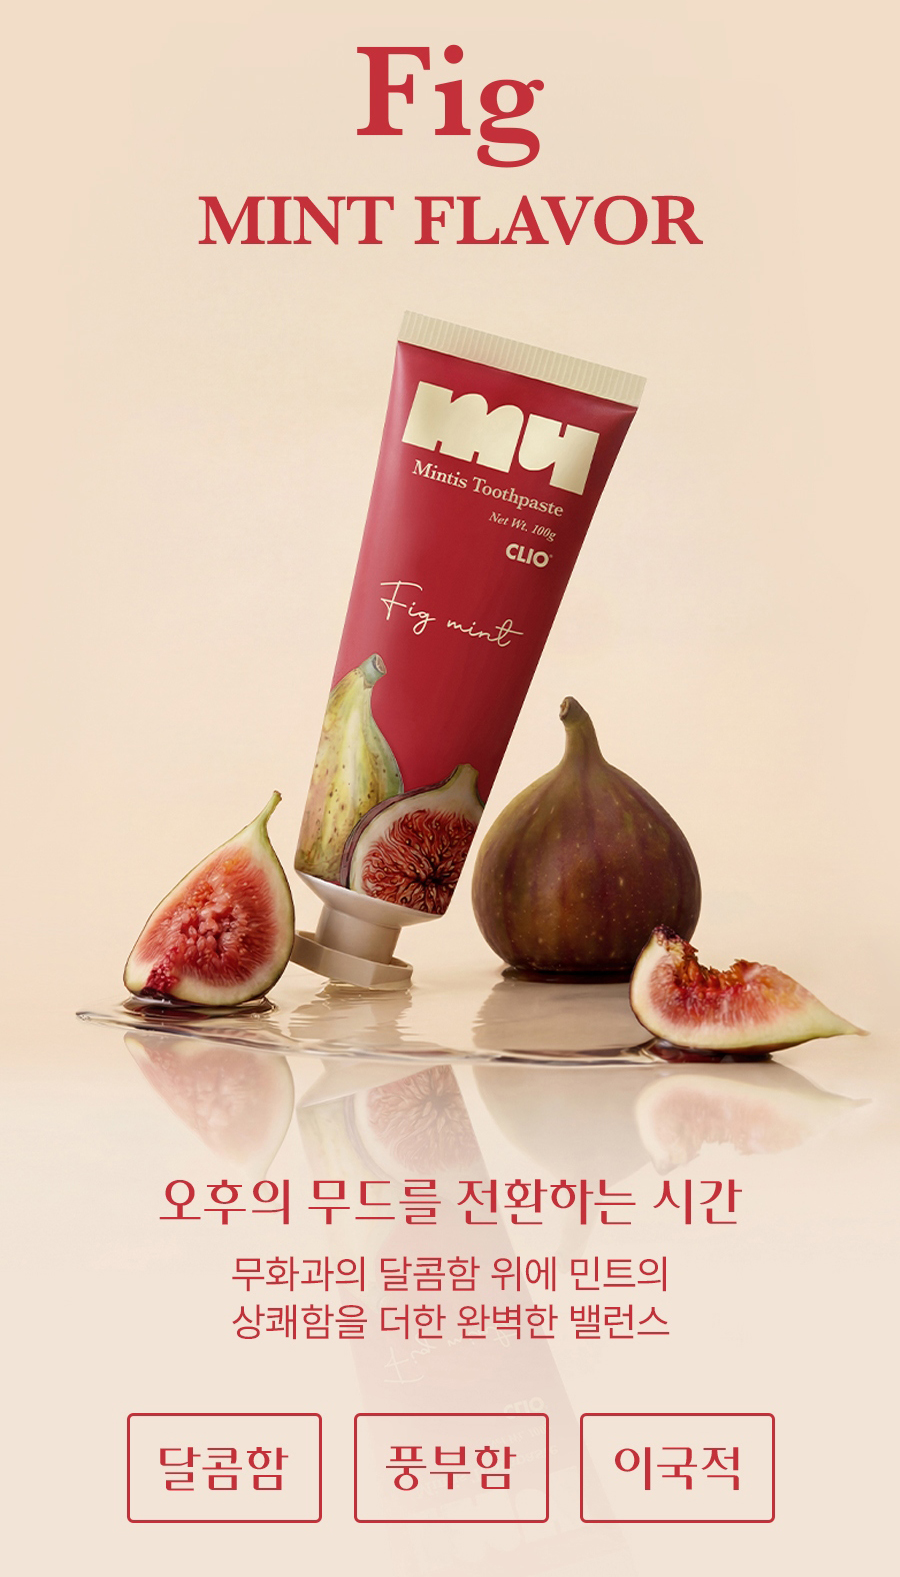 Fig
MINT FLAVOR
mu
Mintis Toothpaste
Net Wt. 100g
CLIO
Fig mint
오후의 무드를 전환하는 시간
무화과의 달콤함 위에 민트의
상쾌함을 더한 완벽한 밸런스
달콤함
풍부함
이국적